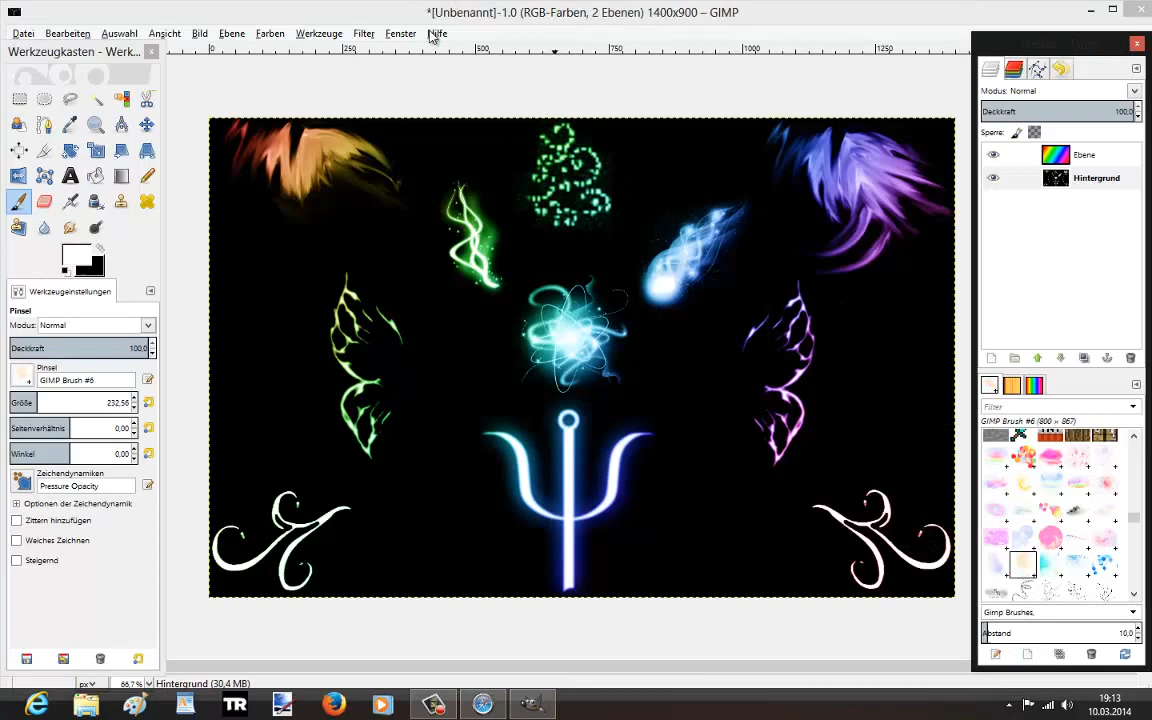 *[Unbenannt]-1.0 (RGB-Farben, 2 Ebenen) 1400x900 – GIMP
Datei Bearbeiten Auswahl Ansicht Bild Ebene Farben Werkzeuge Filter Fenster Hilfe
Werkzeugkasten - Werk...
0 250 500 750 1000 1250
Modus: Normal
Deckkraft 100,0
Sperre:
Ebene
Hintergrund
Werkzeugeinstellungen
Pinsel
Modus: Normal
Deckkraft 100,0
Pinsel
GIMP Brush #6
Größe 232,56
Seitenverhältnis 0,00
Winkel 0,00
Zeichendynamiken
Pressure Opacity
Optionen der Zeichendynamik
Zittern hinzufügen
Weiches Zeichnen
Steigernd
Filter
GIMP Brush #6 (800 × 867)
Gimp Brushes,
Abstand 10,0
px 66,7% Hintergrund (30,4 MB)
TR
19:13
10.03.2014